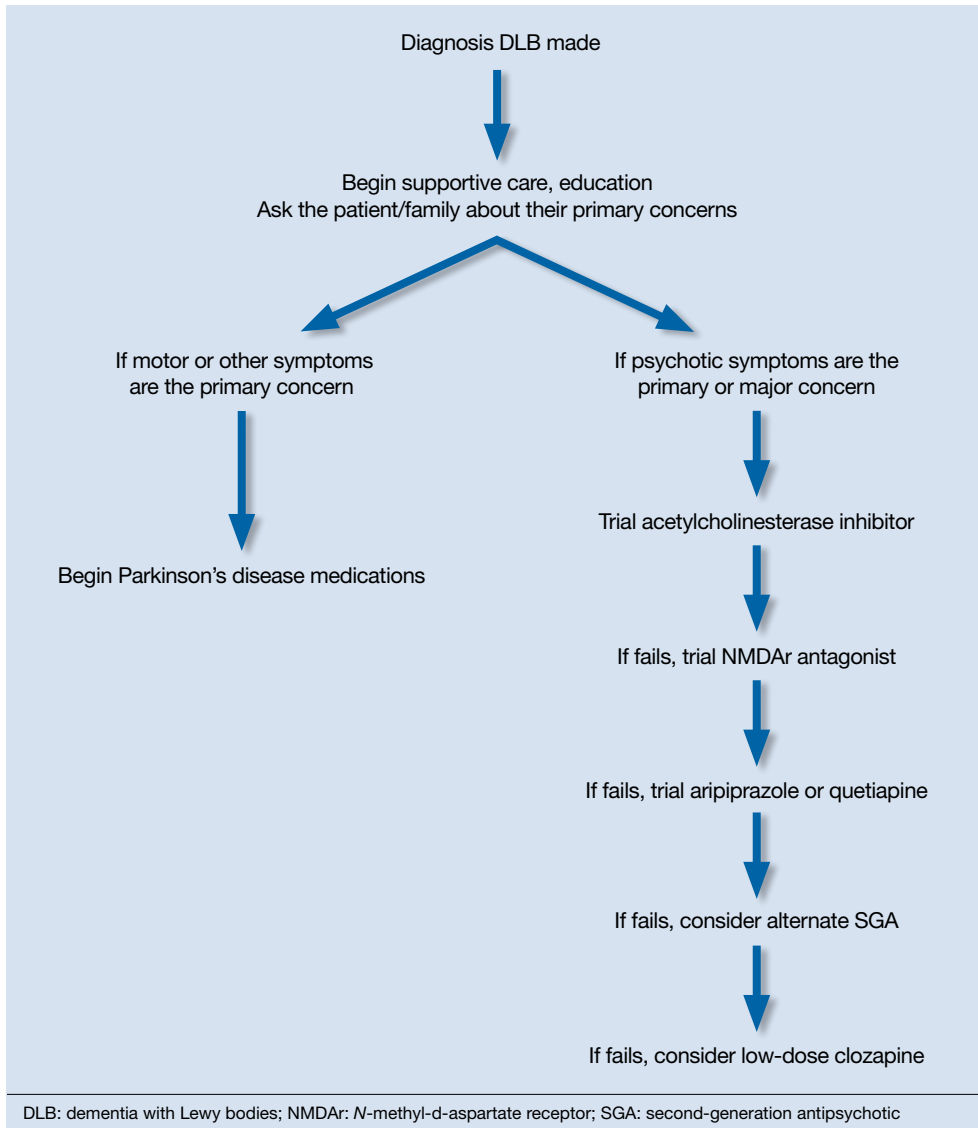 Diagnosis DLB made
Begin supportive care, education
Ask the patient/family about their primary concerns
If motor or other symptoms
are the primary concern
Begin Parkinson’s disease medications
If psychotic symptoms are the
primary or major concern
Trial acetylcholinesterase inhibitor
If fails, trial NMDAr antagonist
If fails, trial aripiprazole or quetiapine
If fails, consider alternate SGA
If fails, consider low-dose clozapine
DLB: dementia with Lewy bodies; NMDAr: N-methyl-d-aspartate receptor; SGA: second-generation antipsychotic